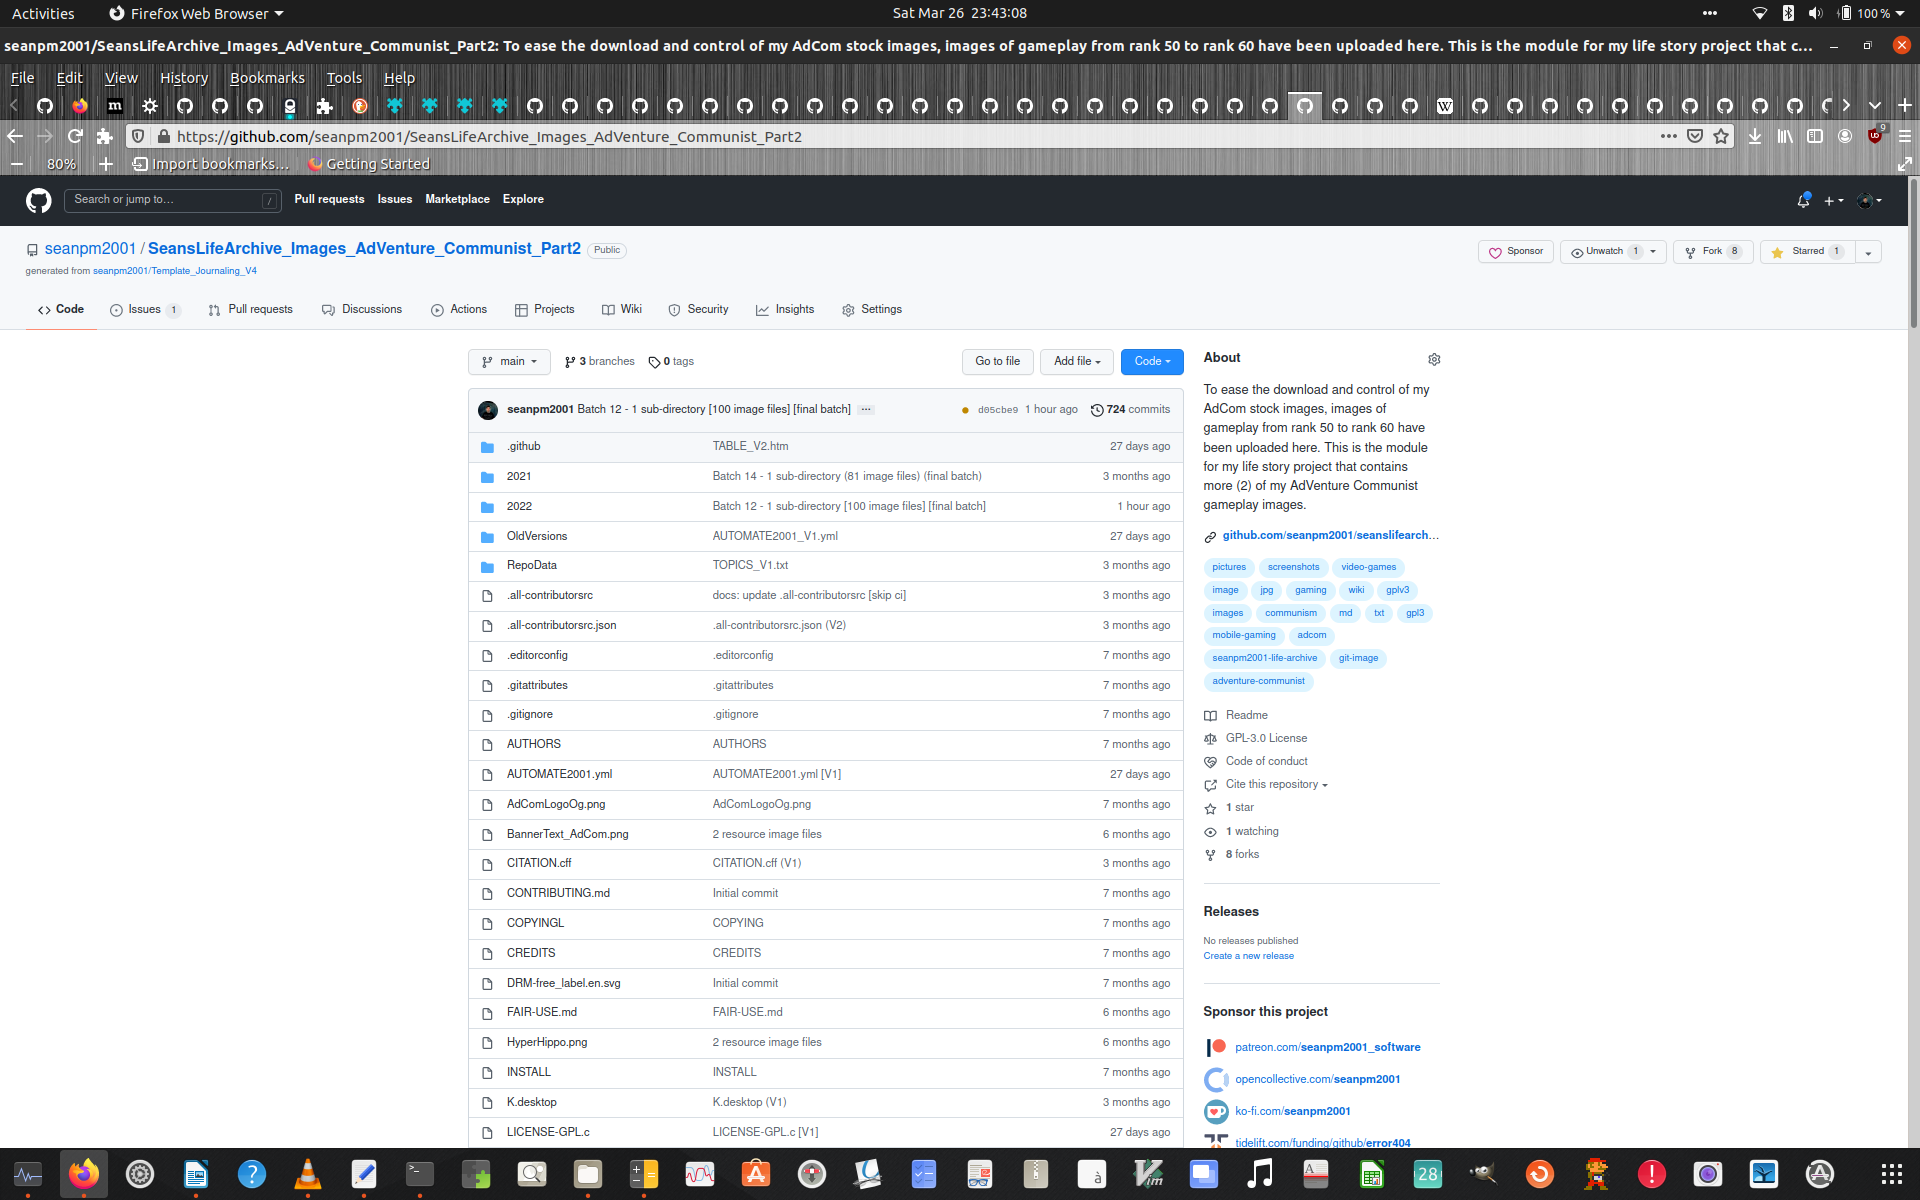 Activities Firefox Web Browser Sat Mar 26 23:43:08 100 %
seanpm2001/SeansLifeArchive_Images_AdVenture_Communist_Part2: To ease the download and control of my AdCom stock images, images of gameplay from rank 50 to rank 60 have been uploaded here. This is the module for my life story project that c...
File Edit View History Bookmarks Tools Help
https://github.com/seanpm2001/SeansLifeArchive_Images_AdVenture_Communist_Part2 9
80% Import bookmarks... Getting Started
Search or jump to... / Pull requests Issues Marketplace Explore
seanpm2001 / SeansLifeArchive_Images_AdVenture_Communist_Part2 Public Sponsor Unwatch 1 Fork 8 Starred 1
generated from seanpm2001/Template_Journaling_V4
Code Issues 1 Pull requests Discussions Actions Projects Wiki Security Insights Settings
main 3 branches 0 tags Go to file Add file Code
seanpm2001 Batch 12 - 1 sub-directory [100 image files] [final batch] ... d05cbe9 1 hour ago 724 commits
.github TABLE_V2.htm 27 days ago
2021 Batch 14 - 1 sub-directory (81 image files) (final batch) 3 months ago
2022 Batch 12 - 1 sub-directory [100 image files] [final batch] 1 hour ago
OldVersions AUTOMATE2001_V1.yml 27 days ago
RepoData TOPICS_V1.txt 3 months ago
.all-contributorsrc docs: update .all-contributorsrc [skip ci] 3 months ago
.all-contributorsrc.json .all-contributorsrc.json (V2) 3 months ago
.editorconfig .editorconfig 7 months ago
.gitattributes .gitattributes 7 months ago
.gitignore .gitignore 7 months ago
AUTHORS AUTHORS 7 months ago
AUTOMATE2001.yml AUTOMATE2001.yml [V1] 27 days ago
AdComLogoOg.png AdComLogoOg.png 7 months ago
BannerText_AdCom.png 2 resource image files 6 months ago
CITATION.cff CITATION.cff (V1) 3 months ago
CONTRIBUTING.md Initial commit 7 months ago
COPYINGL COPYING 7 months ago
CREDITS CREDITS 7 months ago
DRM-free_label.en.svg Initial commit 7 months ago
FAIR-USE.md FAIR-USE.md 6 months ago
HyperHippo.png 2 resource image files 6 months ago
INSTALL INSTALL 7 months ago
K.desktop K.desktop (V1) 3 months ago
LICENSE-GPL.c LICENSE-GPL.c [V1] 27 days ago
About
To ease the download and control of my
AdCom stock images, images of
gameplay from rank 50 to rank 60 have
been uploaded here. This is the module
for my life story project that contains
more (2) of my AdVenture Communist
gameplay images.
github.com/seanpm2001/seanslifearch...
pictures screenshots video-games
image jpg gaming wiki gplv3
images communism md txt gpl3
mobile-gaming adcom
seanpm2001-life-archive git-image
adventure-communist
Readme
GPL-3.0 License
Code of conduct
Cite this repository
1 star
1 watching
8 forks
Releases
No releases published
Create a new release
Sponsor this project
patreon.com/seanpm2001_software
opencollective.com/seanpm2001
ko-fi.com/seanpm2001
tidelift.com/funding/github/error404
28